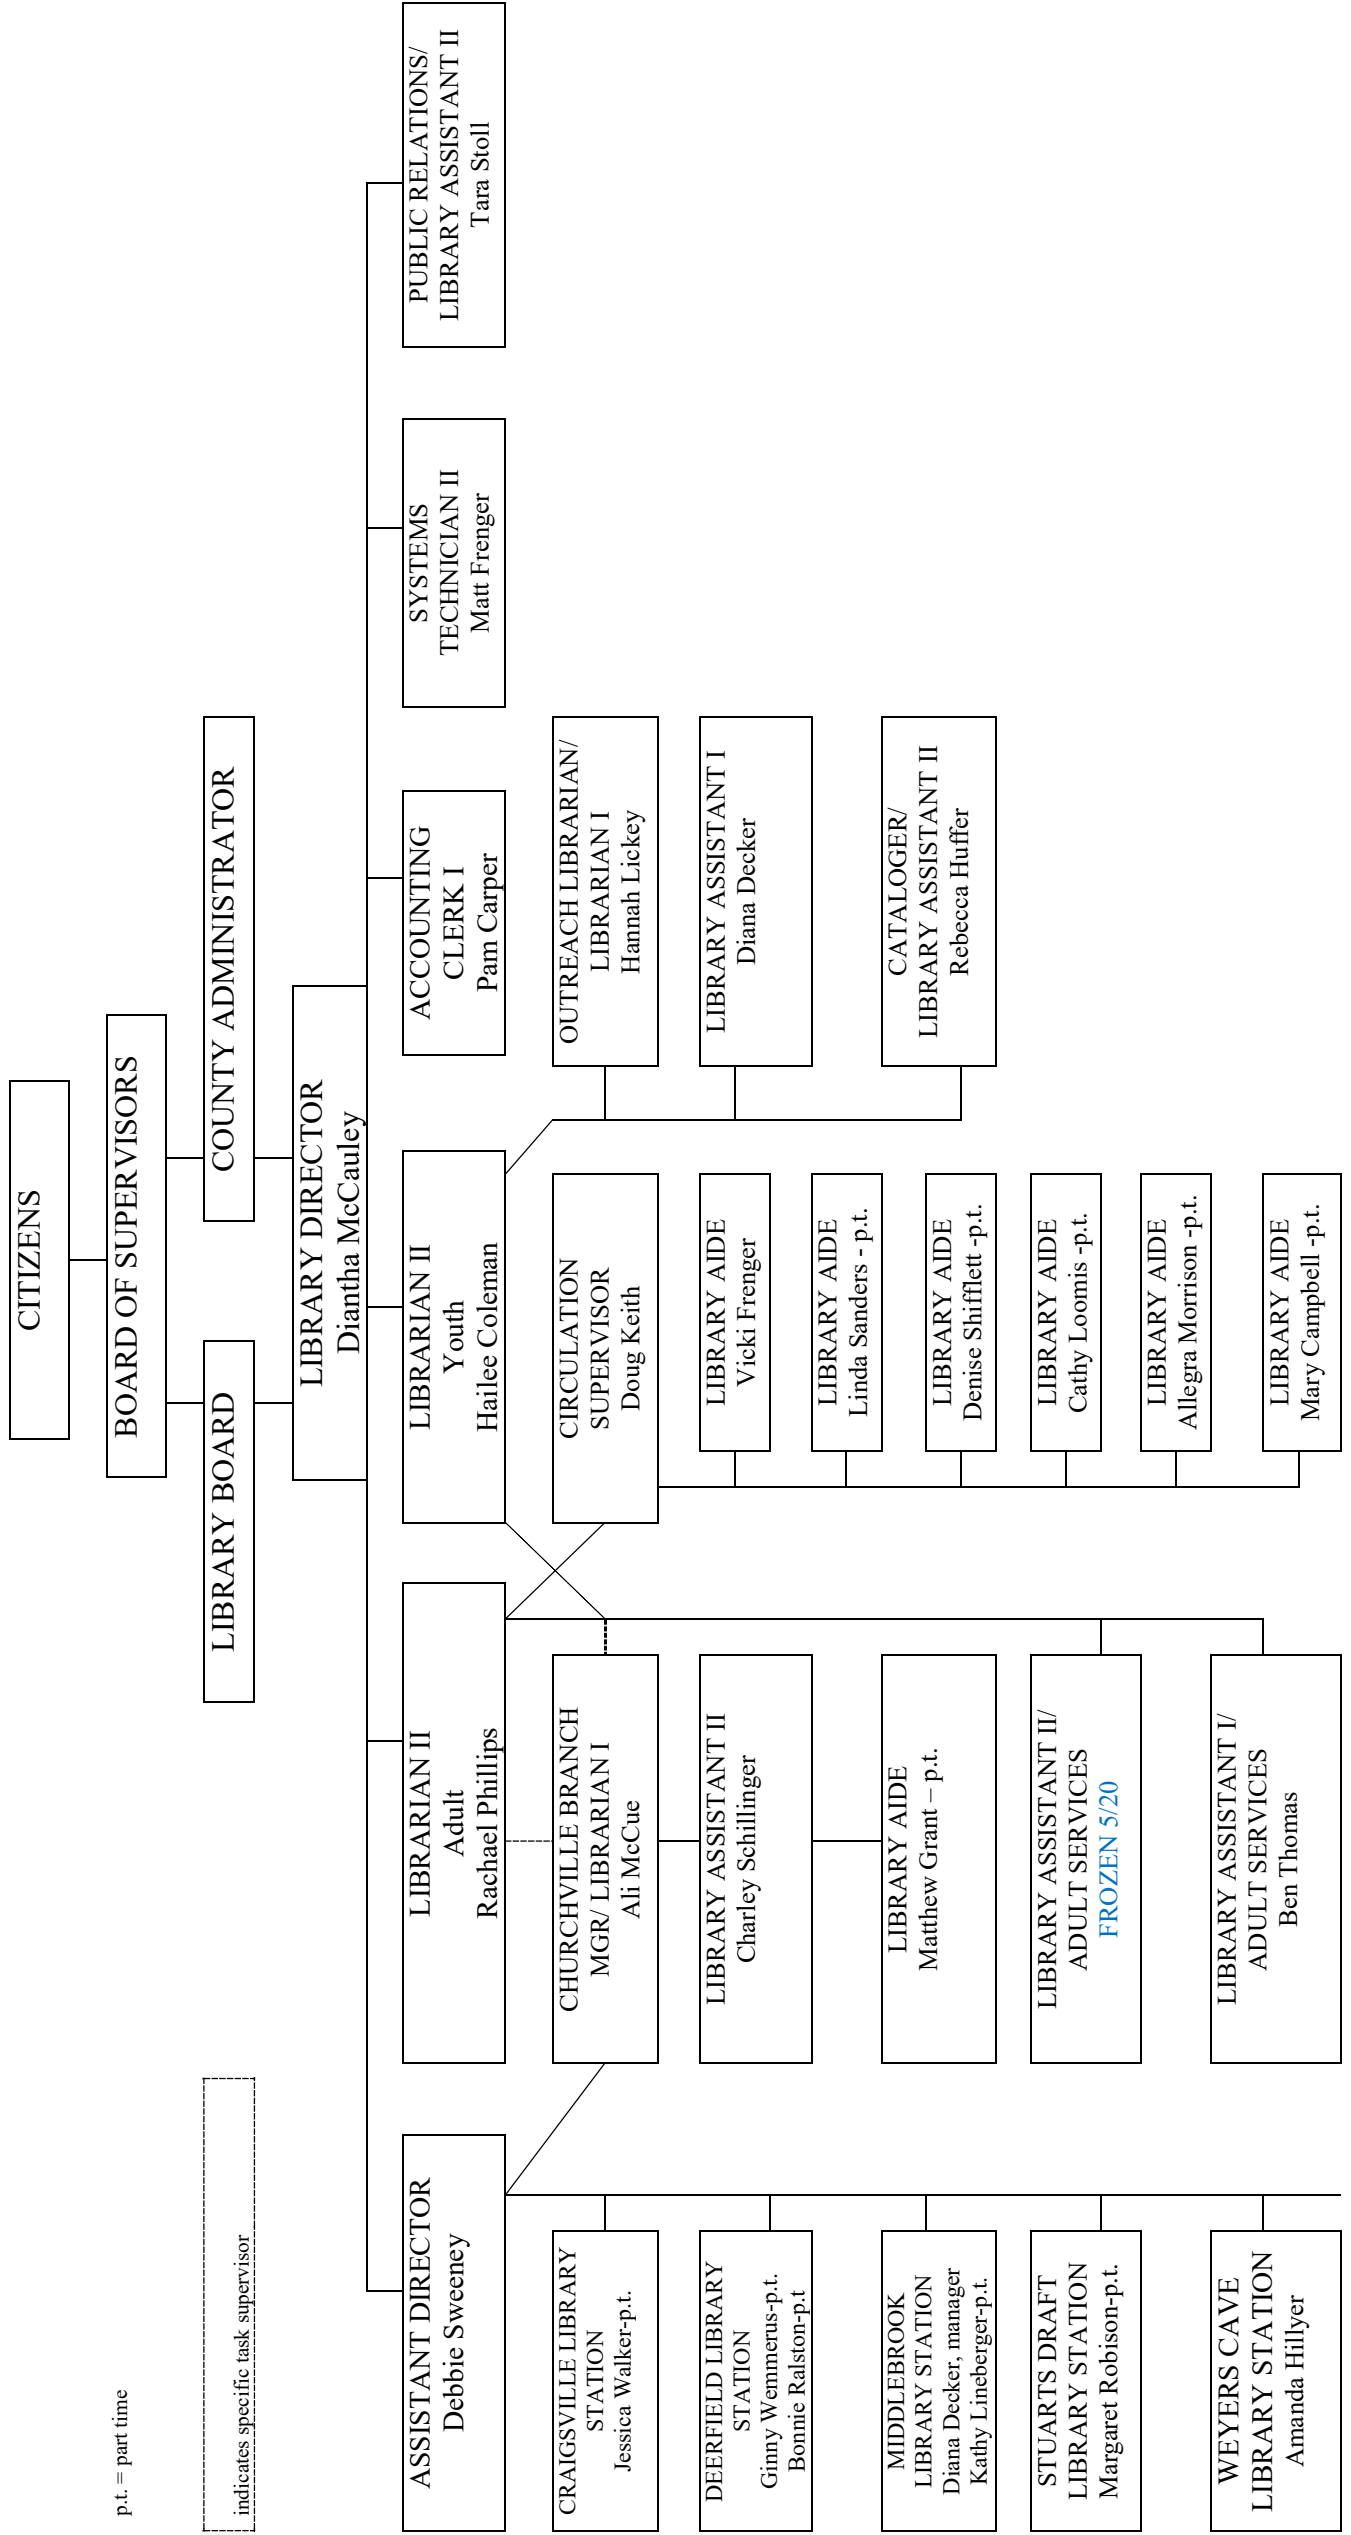 CITIZENS
p.t. = part time
BOARD OF SUPERVISORS
indicates specific task supervisor
LIBRARY BOARD
COUNTY ADMINISTRATOR
LIBRARY DIRECTOR
Diantha McCauley
ASSISTANT DIRECTOR
Debbie Sweeney
LIBRARIAN II
Adult
Rachael Phillips
LIBRARIAN II
Youth
Hailee Coleman
ACCOUNTING
CLERK I
Pam Carper
SYSTEMS
TECHNICIAN II
Matt Frenger
PUBLIC RELATIONS/
LIBRARY ASSISTANT II
Tara Stoll
CRAIGSVILLE LIBRARY
STATION
Jessica Walker-p.t.
CHURCHVILLE BRANCH
MGR/ LIBRARIAN I
Ali McCue
CIRCULATION
SUPERVISOR
Doug Keith
OUTREACH LIBRARIAN/
LIBRARIAN I
Hannah Lickey
DEERFIELD LIBRARY
STATION
Ginny Wemmerus-p.t.
Bonnie Ralston-p.t
LIBRARY ASSISTANT II
Charley Schillinger
LIBRARY AIDE
Vicki Frenger
LIBRARY ASSISTANT I
Diana Decker
LIBRARY AIDE
Linda Sanders - p.t.
MIDDLEBROOK
LIBRARY STATION
Diana Decker, manager
Kathy Lineberger-p.t.
LIBRARY AIDE
Matthew Grant – p.t.
LIBRARY AIDE
Denise Shifflett -p.t.
CATALOGER/
LIBRARY ASSISTANT II
Rebecca Huffer
STUARTS DRAFT
LIBRARY STATION
Margaret Robison-p.t.
LIBRARY ASSISTANT II/
ADULT SERVICES
FROZEN 5/20
LIBRARY AIDE
Cathy Loomis -p.t.
LIBRARY AIDE
Allegra Morrison -p.t.
WEYERS CAVE
LIBRARY STATION
Amanda Hillyer
LIBRARY ASSISTANT I/
ADULT SERVICES
Ben Thomas
LIBRARY AIDE
Mary Campbell -p.t.